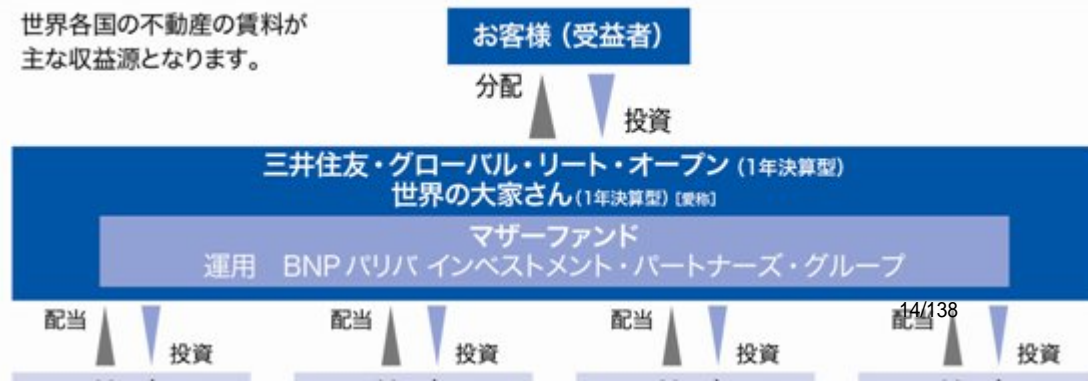 世界各国の不動産の賃料が
主な収益源となります。
お客様（受益者）
分配
投資
三井住友・グローバル・リート・オープン（1年決算型）
世界の大家さん（1年決算型）［愛称］
マザーファンド
運用　BNPパリバ インベストメント・パートナーズ・グループ
配当
投資
配当
投資
配当
投資
配当
投資
14/138